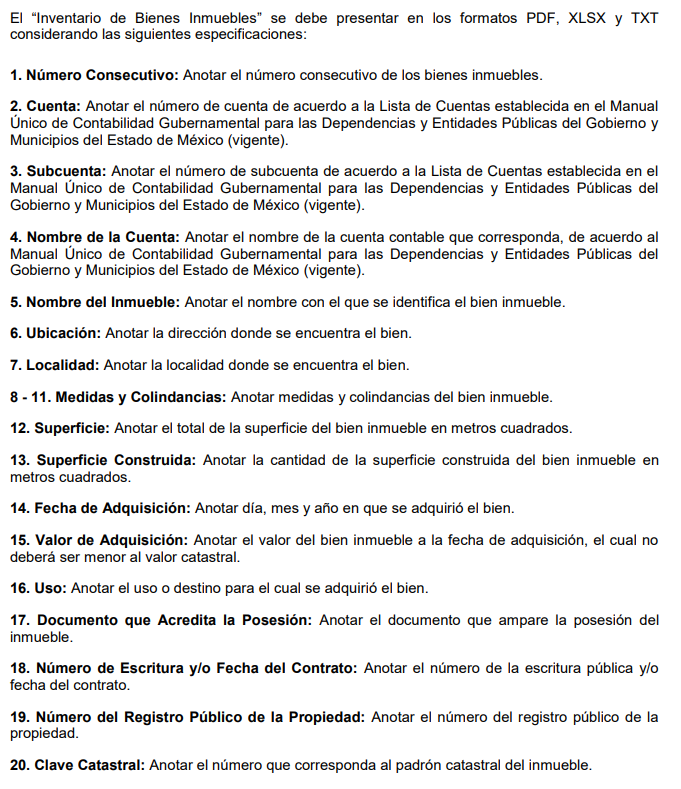 El “Inventario de Bienes Inmuebles” se debe presentar en los formatos PDF, XLSX y TXT
considerando las siguientes especificaciones:
1. Número Consecutivo: Anotar el número consecutivo de los bienes inmuebles.
2. Cuenta: Anotar el número de cuenta de acuerdo a la Lista de Cuentas establecida en el Manual
Único de Contabilidad Gubernamental para las Dependencias y Entidades Públicas del Gobierno y
Municipios del Estado de México (vigente).
3. Subcuenta: Anotar el número de subcuenta de acuerdo a la Lista de Cuentas establecida en el
Manual Único de Contabilidad Gubernamental para las Dependencias y Entidades Públicas del
Gobierno y Municipios del Estado de México (vigente).
4. Nombre de la Cuenta: Anotar el nombre de la cuenta contable que corresponda, de acuerdo al
Manual Único de Contabilidad Gubernamental para las Dependencias y Entidades Públicas del
Gobierno y Municipios del Estado de México (vigente).
5. Nombre del Inmueble: Anotar el nombre con el que se identifica el bien inmueble.
6. Ubicación: Anotar la dirección donde se encuentra el bien.
7. Localidad: Anotar la localidad donde se encuentra el bien.
8 - 11. Medidas y Colindancias: Anotar medidas y colindancias del bien inmueble.
12. Superficie: Anotar el total de la superficie del bien inmueble en metros cuadrados.
13. Superficie Construida: Anotar la cantidad de la superficie construida del bien inmueble en
metros cuadrados.
14. Fecha de Adquisición: Anotar día, mes y año en que se adquirió el bien.
15. Valor de Adquisición: Anotar el valor del bien inmueble a la fecha de adquisición, el cual no
deberá ser menor al valor catastral.
16. Uso: Anotar el uso o destino para el cual se adquirió el bien.
17. Documento que Acredita la Posesión: Anotar el documento que ampare la posesión del
inmueble.
18. Número de Escritura y/o Fecha del Contrato: Anotar el número de la escritura pública y/o
fecha del contrato.
19. Número del Registro Público de la Propiedad: Anotar el número del registro público de la
propiedad.
20. Clave Catastral: Anotar el número que corresponda al padrón catastral del inmueble.